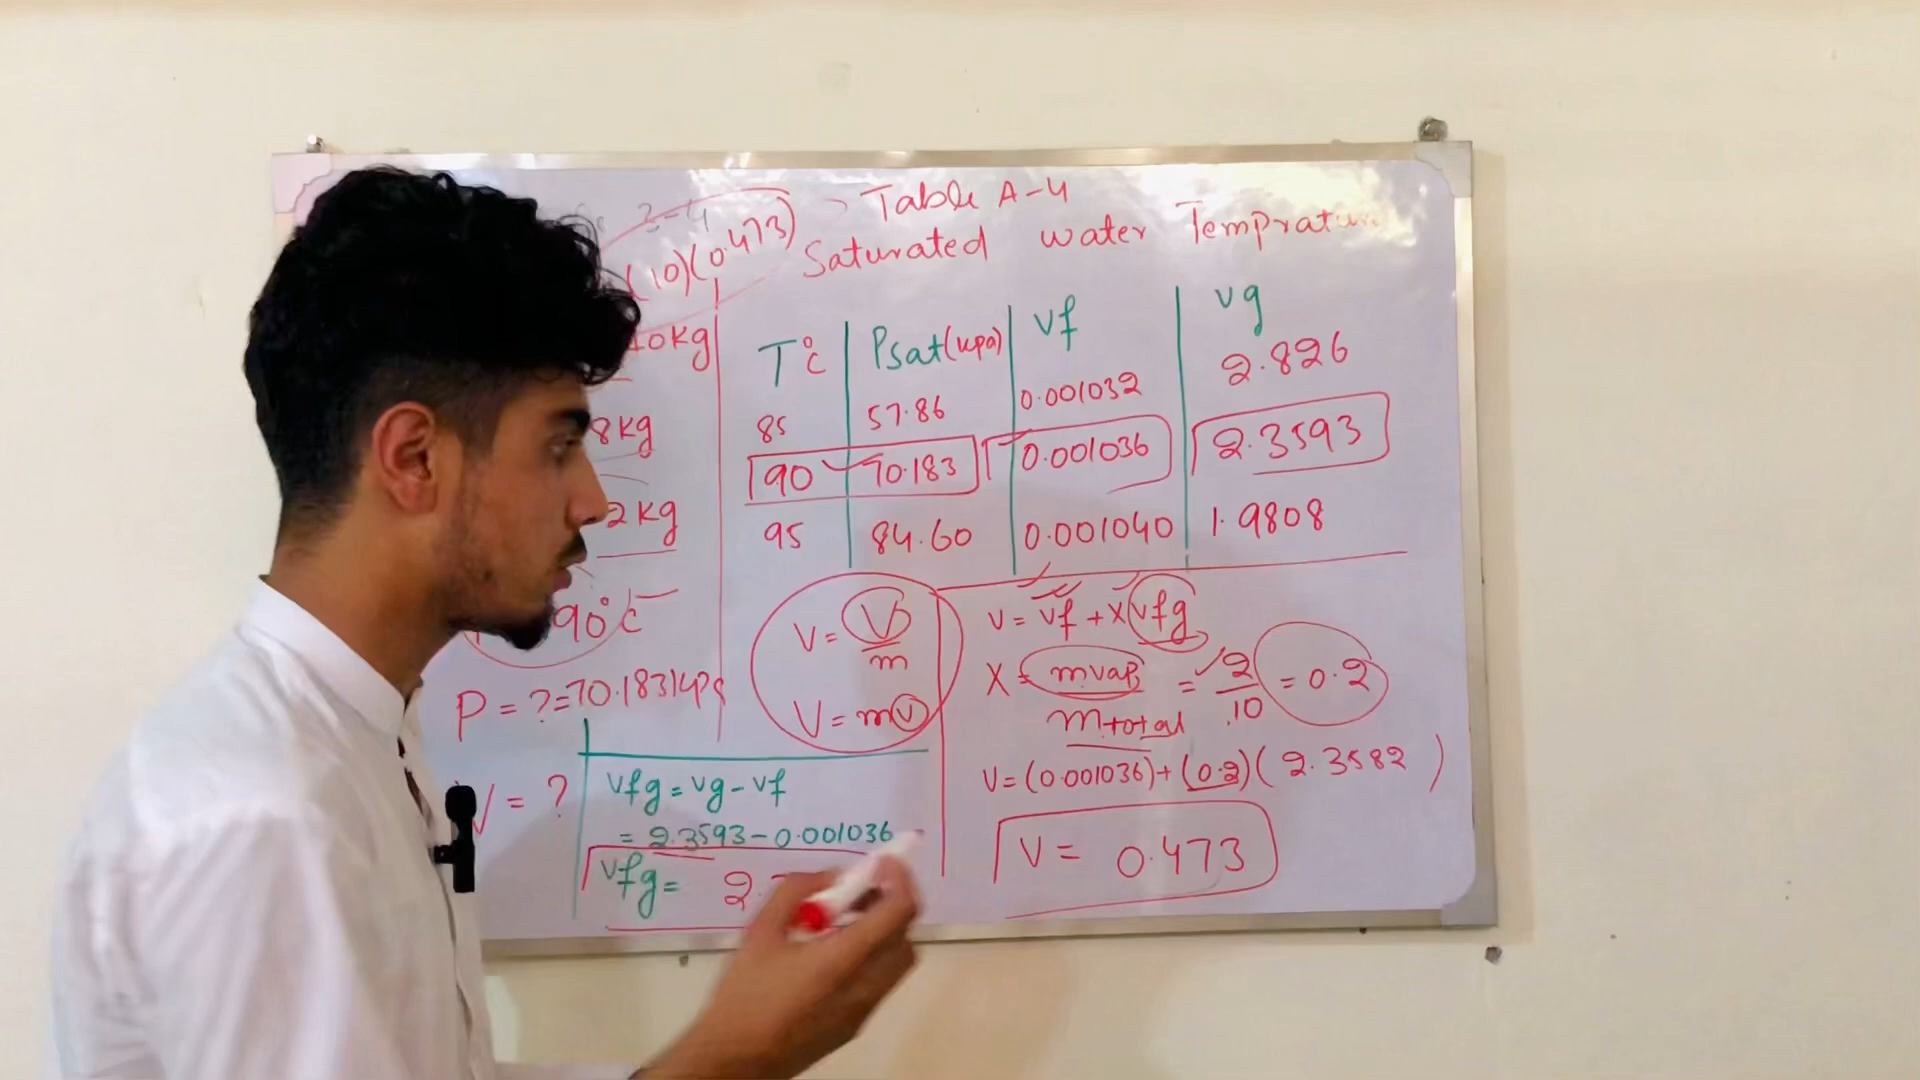 3-4
(10)(0.473)
10kg
8kg
2kg
90°C
P = ?=70.183kpa
V = ?
Table A-4
Saturated water Tempratur
T°C Psat(kpa) vf vg
85 57.86 0.001032 2.826
90 70.183 0.001036 2.3593
95 84.60 0.001040 1.9808
v = V/m
V = mv
vfg = vg - vf
= 2.3593 - 0.001036
vfg = 2.
v = vf + x vfg
X = mvap/mtotal = 2/10 = 0.2
v = (0.001036) + (0.2)( 2.3582 )
v = 0.473